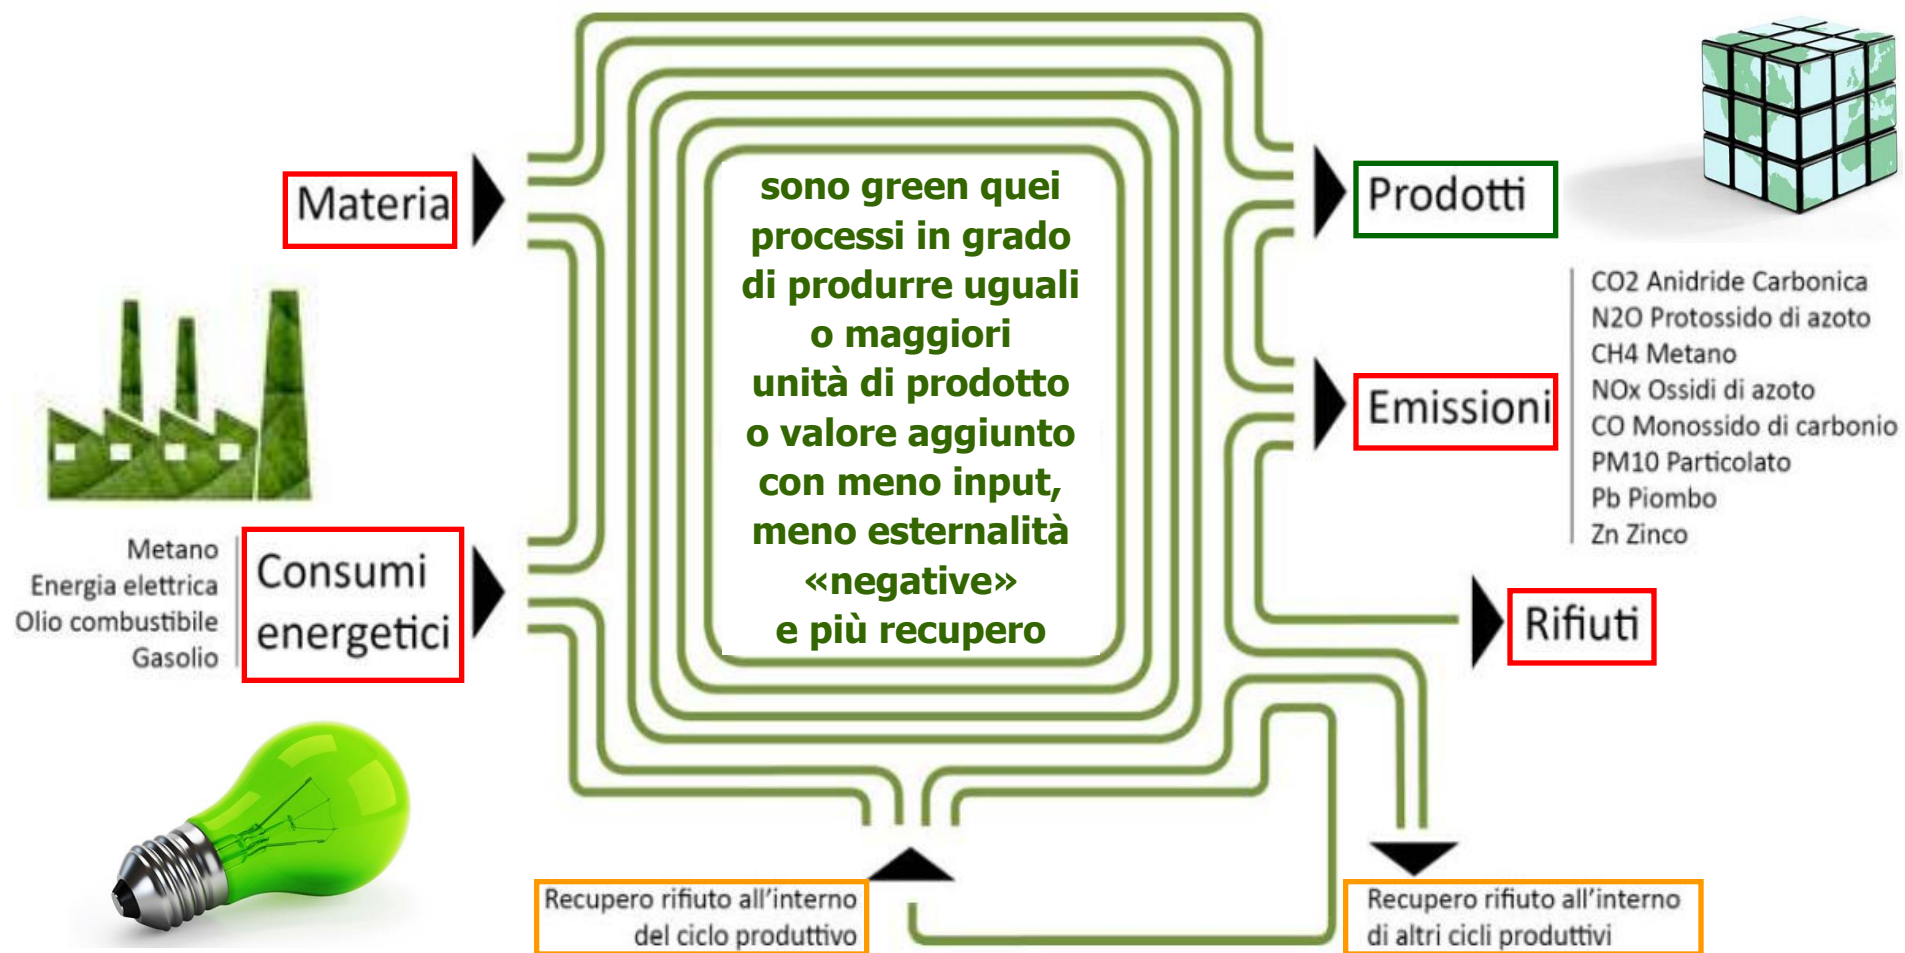 Materia
sono green quei
processi in grado
di produrre uguali
o maggiori
unità di prodotto
o valore aggiunto
con meno input,
meno esternalità
«negative»
e più recupero
Prodotti
CO2 Anidride Carbonica
N2O Protossido di azoto
CH4 Metano
NOx Ossidi di azoto
CO Monossido di carbonio
PM10 Particolato
Pb Piombo
Zn Zinco
Emissioni
Metano
Energia elettrica
Olio combustibile
Gasolio
Consumi
energetici
Rifiuti
Recupero rifiuto all'interno
del ciclo produttivo
Recupero rifiuto all'interno
di altri cicli produttivi